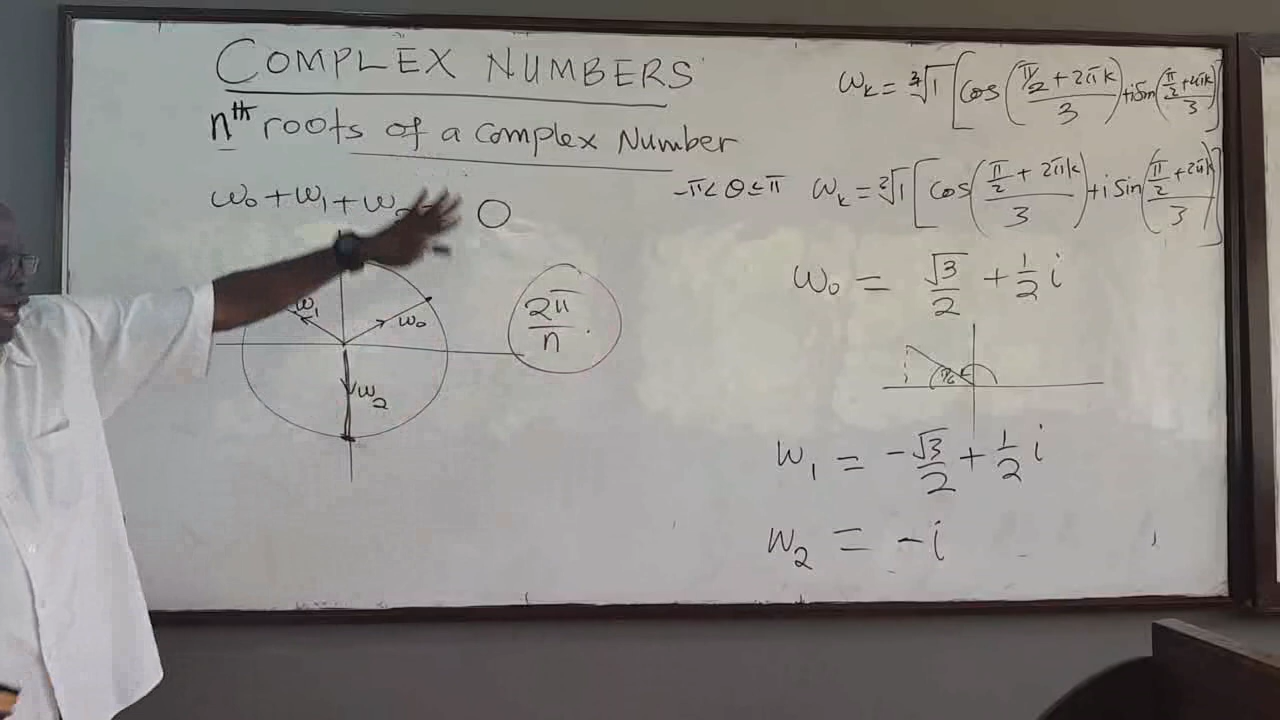 COMPLEX NUMBERS
nth roots of a complex Number
w₀ + w₁ + w₂ = 0
w₁
w₀
w₂
2π/n
wₖ = ∛1 [cos((π/2 + 2πk)/3) + i sin((π/2 + 2πk)/3)]
-π < θ ≤ π wₖ = ∛1 [cos((π/2 + 2πk)/3) + i sin((π/2 + 2πk)/3)]
w₀ = √3/2 + 1/2 i
π/6
w₁ = -√3/2 + 1/2 i
w₂ = -i